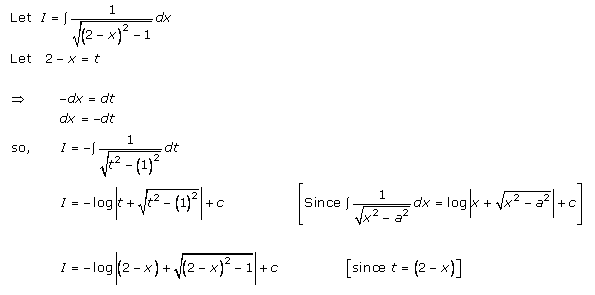 Let I = ∫ 1/√((2 − x)² − 1) dx
Let 2 − x = t
⇒ -dx = dt
dx = -dt
so, I = −∫ 1/√(t² − (1)²) dt
I = −log|t + √(t² − (1)²)| + c [Since ∫ 1/√(x² − a²) dx = log|x + √(x² − a²)| + c]
I = −log|(2 − x) + √((2 − x)² − 1)| + c [since t = (2 − x)]